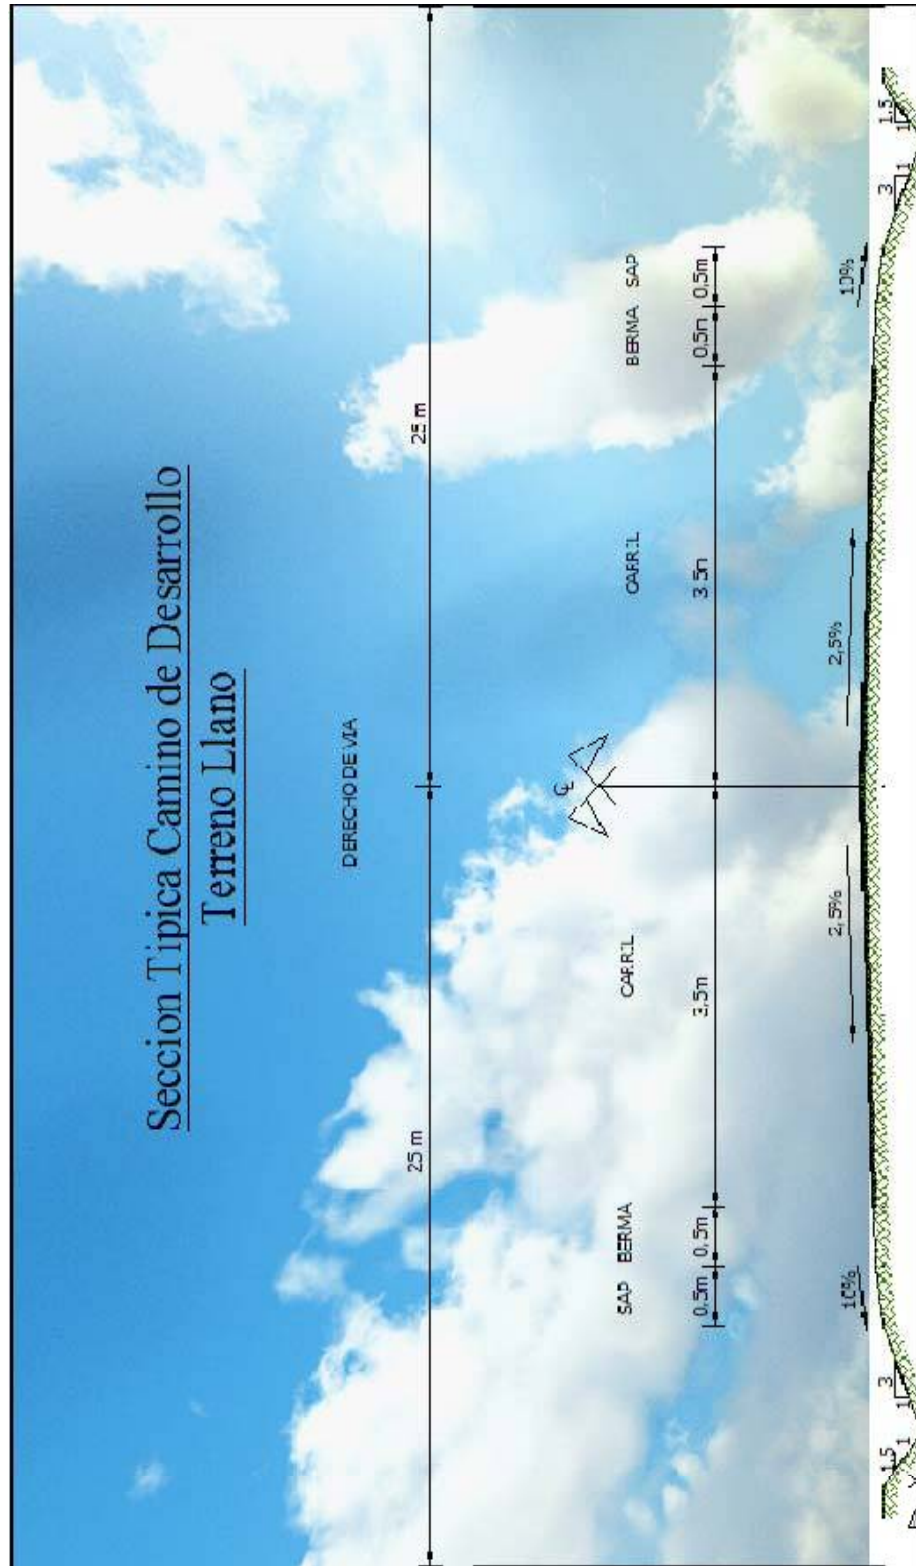 Seccion Tipica Camino de Desarrollo
Terreno Llano
DERECHO DE VIA
25 m 25 m
℄
SAP BERMA CARRIL CARRIL BERMA SAP
0.5m 0,5m 3,5m 3.5m 0,5m 0,5m
10% 2,5% 2,5% 10%
1.5 3 3 1.5
1 1 1 1